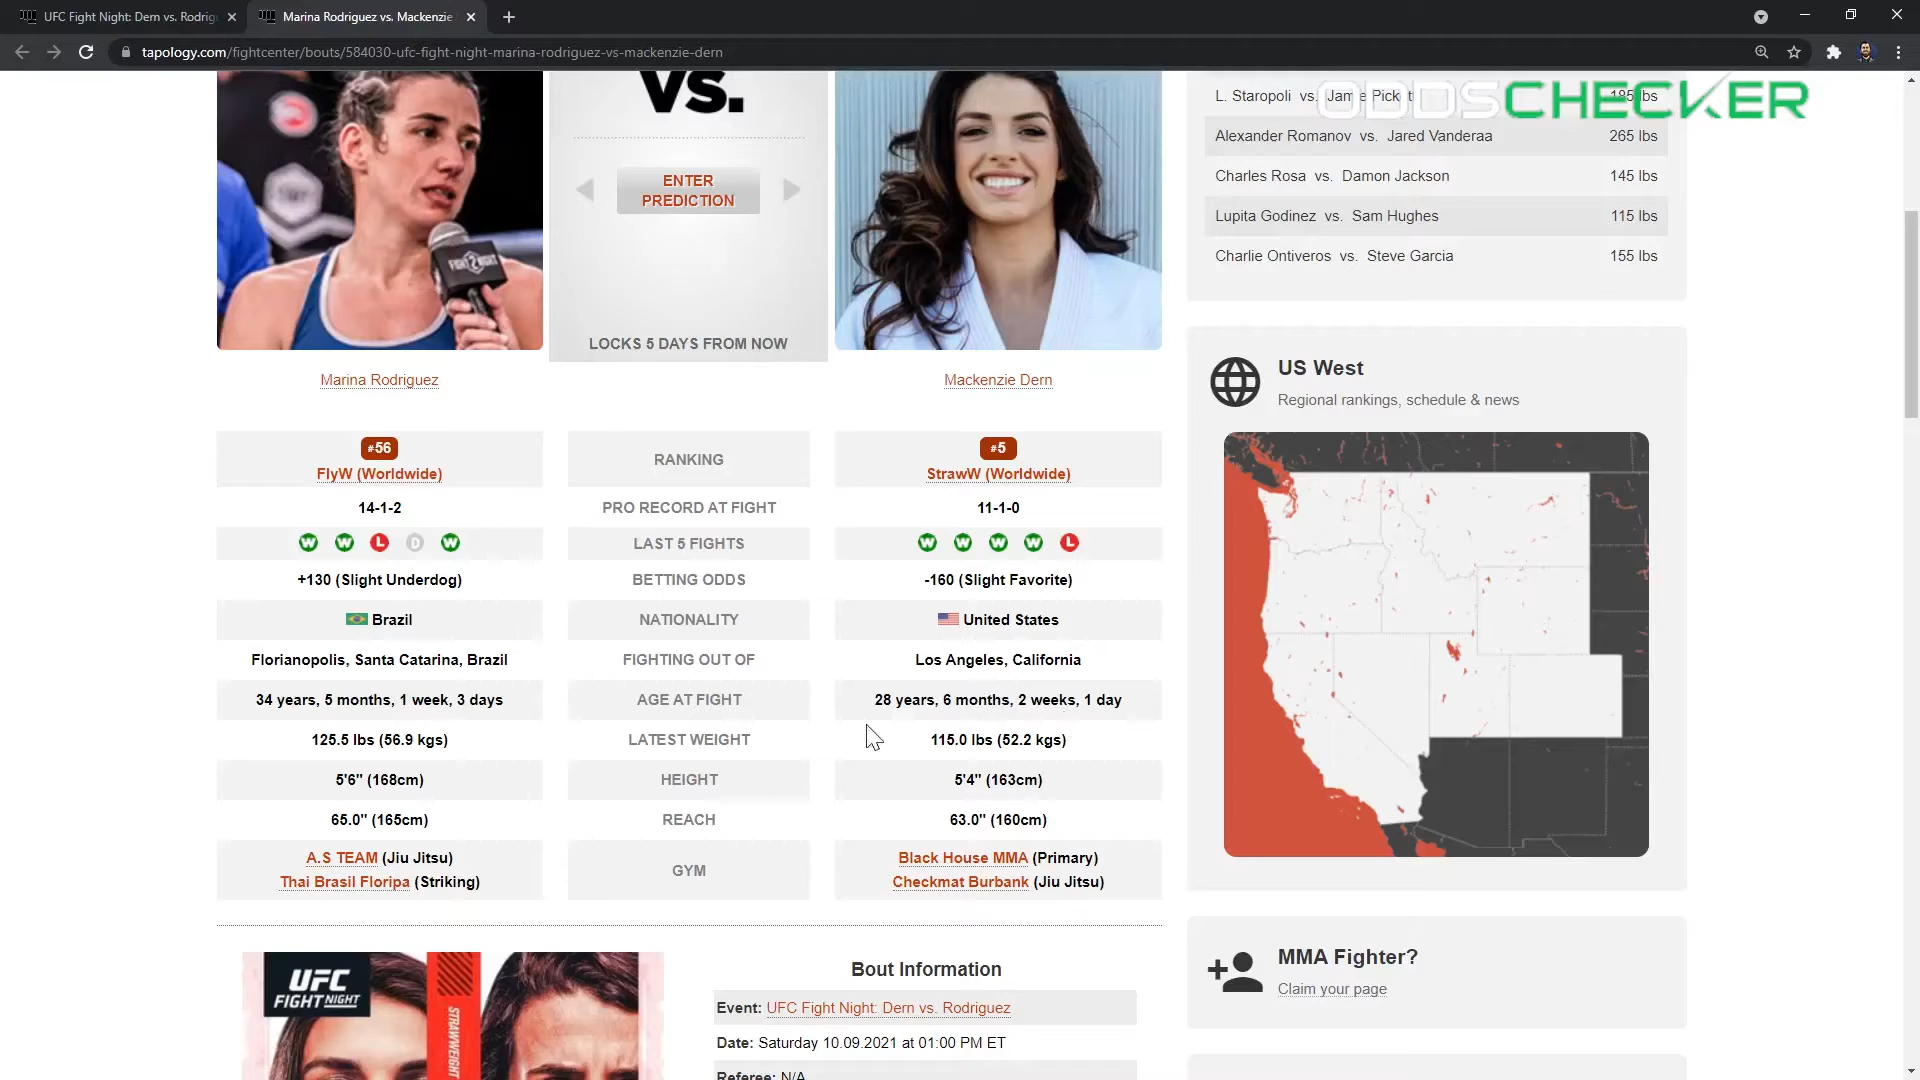 UFC Fight Night: Dern vs. Rodrig
Marina Rodriguez vs. Mackenzie
tapology.com/fightcenter/bouts/584030-ufc-fight-night-marina-rodriguez-vs-mackenzie-dern
ODDSCHECKER
VS.
ENTER
PREDICTION
LOCKS 5 DAYS FROM NOW
FIGHT NIGHT
Marina Rodriguez
Mackenzie Dern
#56
FlyW (Worldwide)
RANKING
#5
StrawW (Worldwide)
14-1-2 PRO RECORD AT FIGHT 11-1-0
W W L D W LAST 5 FIGHTS W W W W L
+130 (Slight Underdog) BETTING ODDS -160 (Slight Favorite)
Brazil NATIONALITY United States
Florianopolis, Santa Catarina, Brazil FIGHTING OUT OF Los Angeles, California
34 years, 5 months, 1 week, 3 days AGE AT FIGHT 28 years, 6 months, 2 weeks, 1 day
125.5 lbs (56.9 kgs) LATEST WEIGHT 115.0 lbs (52.2 kgs)
5'6" (168cm) HEIGHT 5'4" (163cm)
65.0" (165cm) REACH 63.0" (160cm)
A.S TEAM (Jiu Jitsu)
Thai Brasil Floripa (Striking)
GYM
Black House MMA (Primary)
Checkmat Burbank (Jiu Jitsu)
UFC
FIGHT NIGHT
STRAWWEIGHT
Bout Information
Event: UFC Fight Night: Dern vs. Rodriguez
Date: Saturday 10.09.2021 at 01:00 PM ET
Referee: N/A
L. Staropoli vs. Jamie Pickett 185 lbs
Alexander Romanov vs. Jared Vanderaa 265 lbs
Charles Rosa vs. Damon Jackson 145 lbs
Lupita Godinez vs. Sam Hughes 115 lbs
Charlie Ontiveros vs. Steve Garcia 155 lbs
US West
Regional rankings, schedule & news
MMA Fighter?
Claim your page